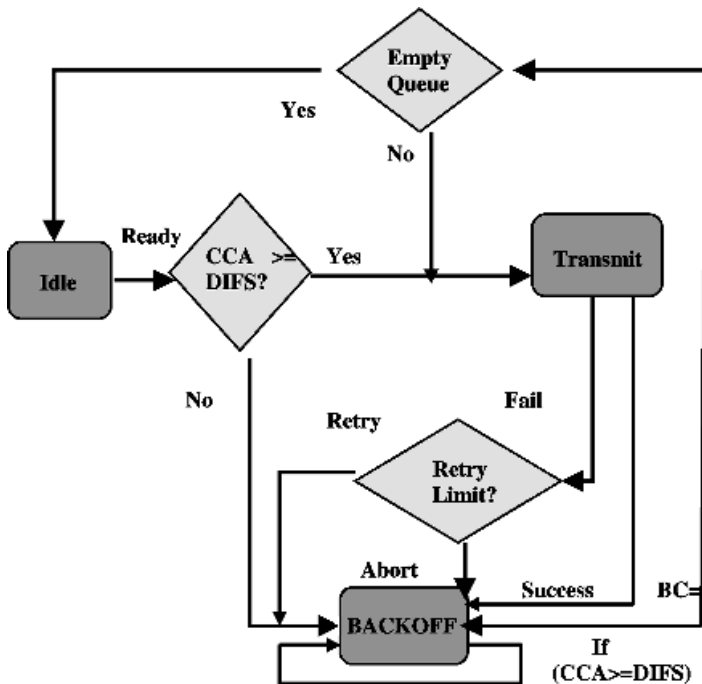 Empty
Queue
Yes
No
Ready
CCA >=
DIFS?
Yes
Idle
Transmit
No
Retry
Fail
Retry
Limit?
Abort
Success
BC=
BACKOFF
If
(CCA>=DIFS)